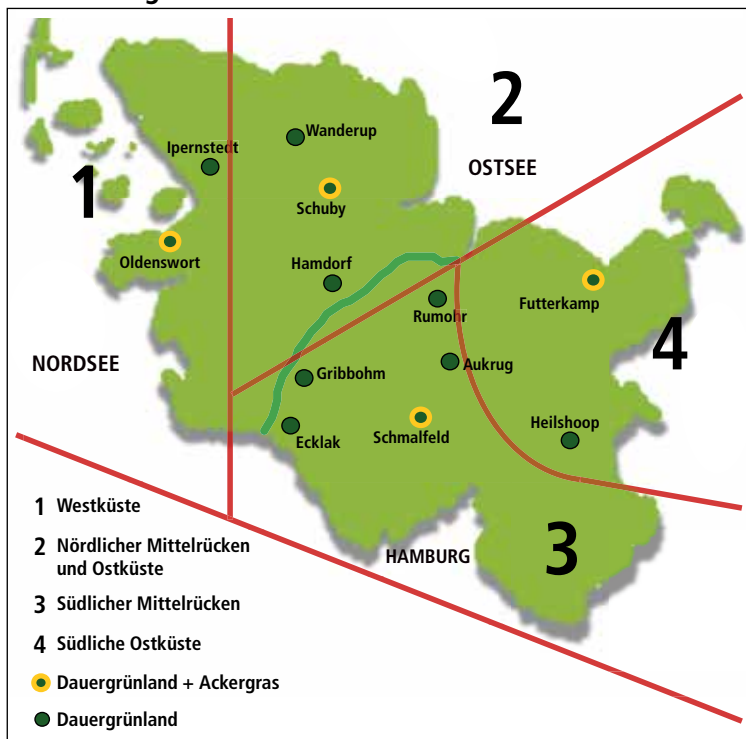 2
Wanderup
Ipernstedt
OSTSEE
1
Schuby
Oldenswort
Hamdorf
Futterkamp
Rumohr
4
NORDSEE
Gribbohm
Aukrug
Heilshoop
Ecklak
Schmalfeld
1 Westküste
2 Nördlicher Mittelrücken
und Ostküste
HAMBURG
3
3 Südlicher Mittelrücken
4 Südliche Ostküste
Dauergrünland + Ackergras
Dauergrünland